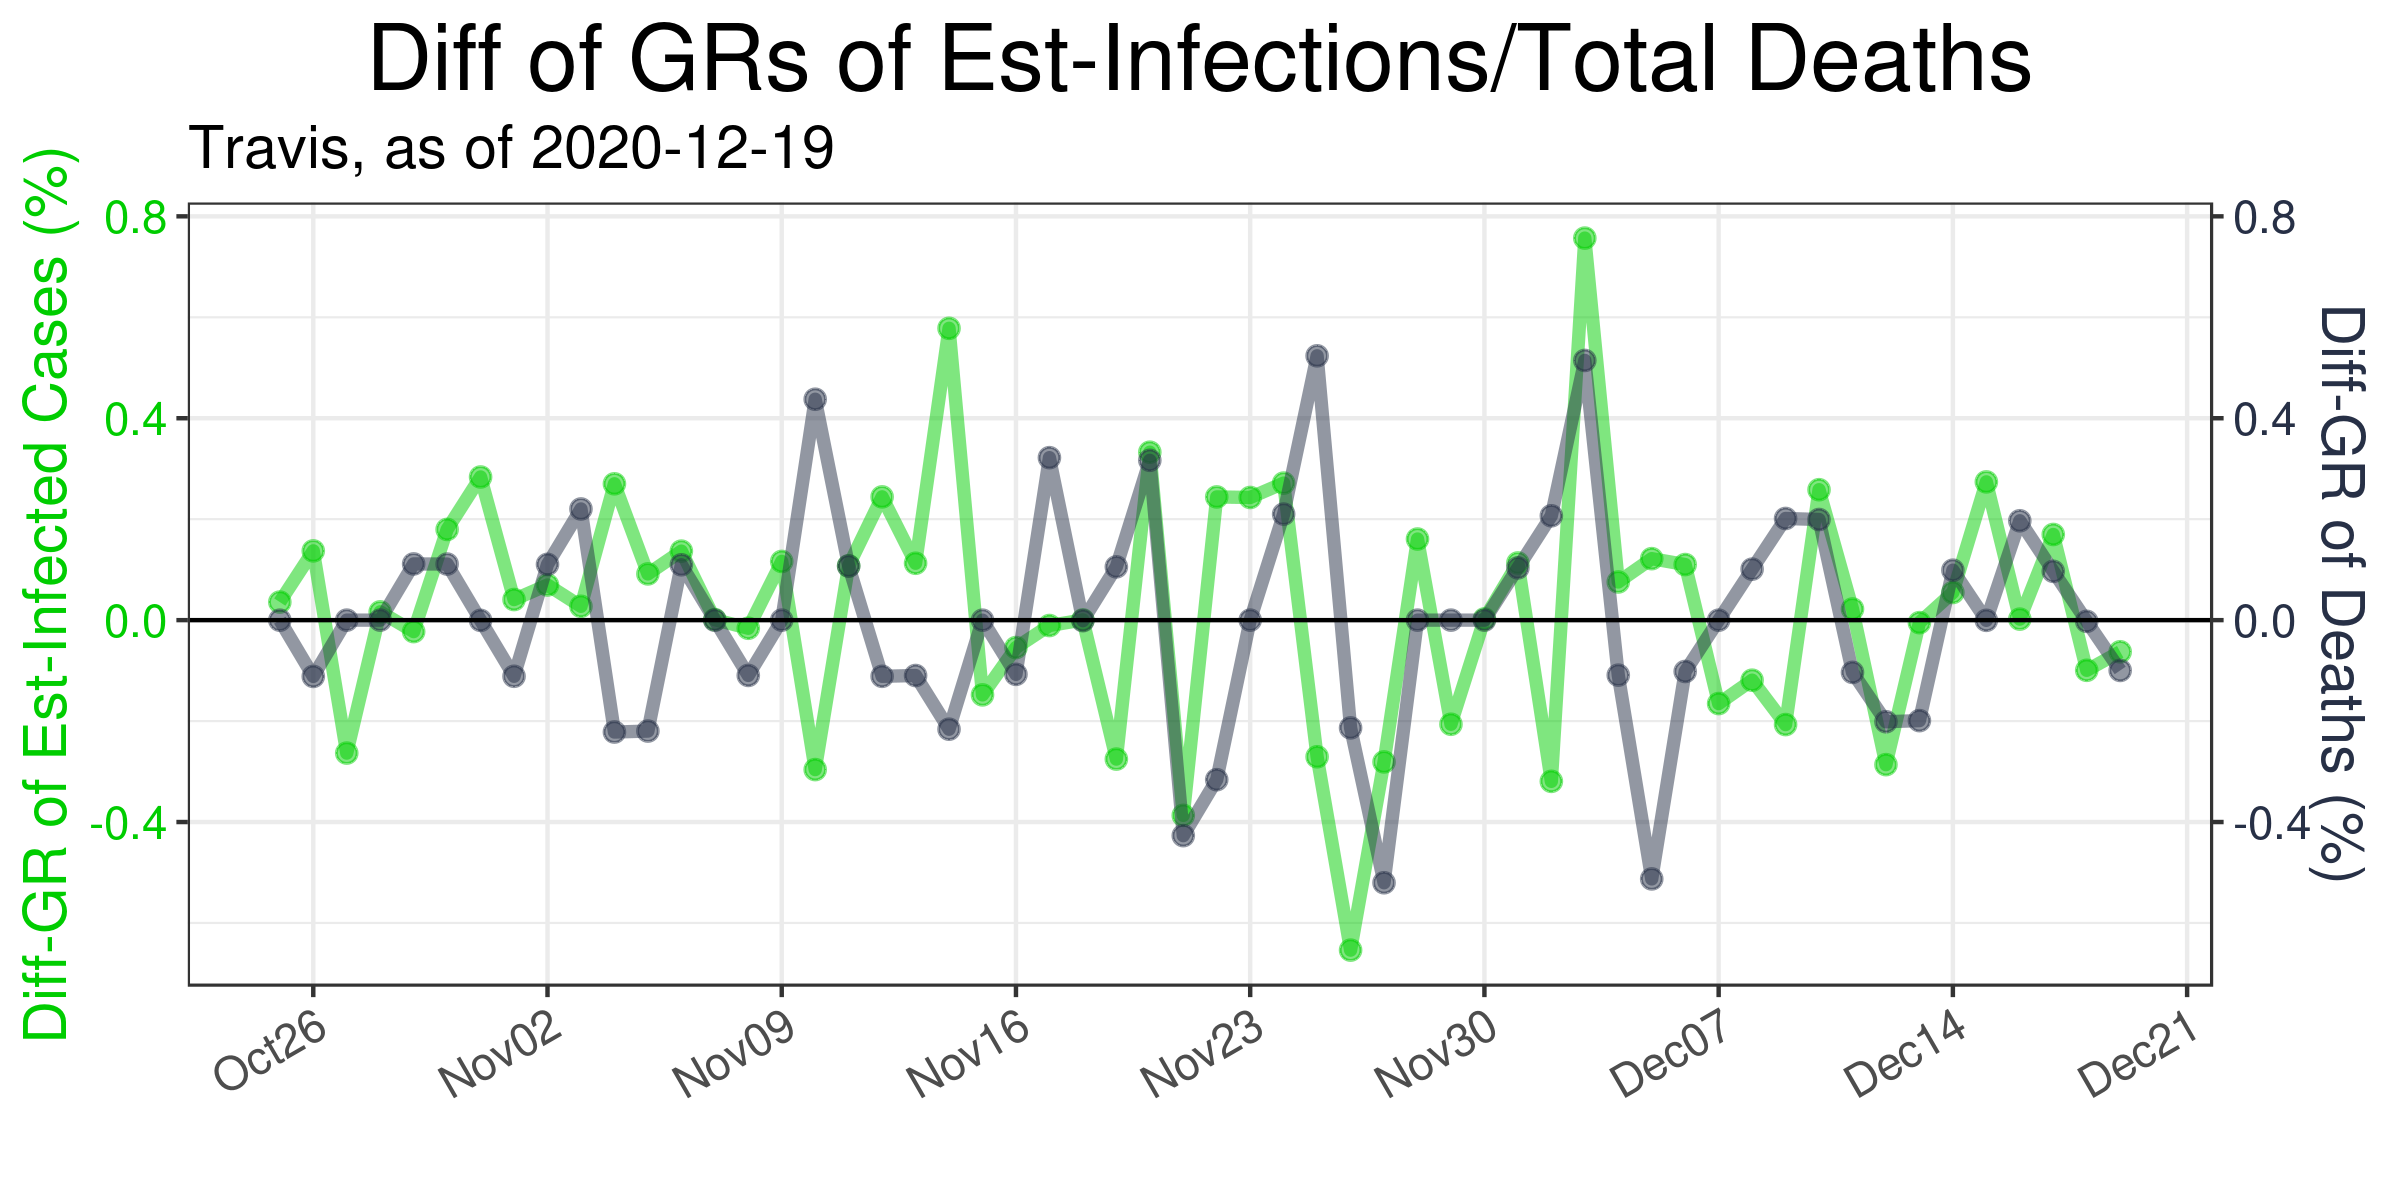 Diff of GRs of Est-Infections/Total Deaths
Travis, as of 2020-12-19
Diff-GR of Est-Infected Cases (%)
0.8
0.4
0.0
-0.4
0.8
0.4
0.0
-0.4
Diff-GR of Deaths (%)
Oct26
Nov02
Nov09
Nov16
Nov23
Nov30
Dec07
Dec14
Dec21